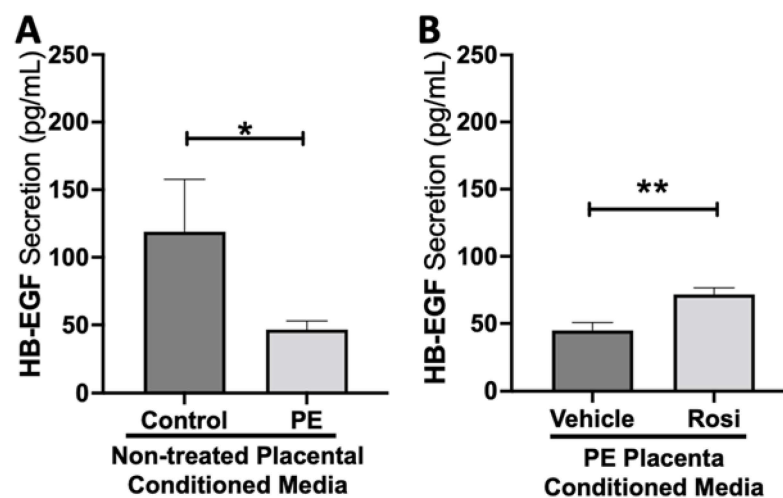 A
HB-EGF Secretion (pg/mL)
250
200
150
100
50
0
*
Control PE
Non-treated Placental
Conditioned Media
B
HB-EGF Secretion (pg/mL)
250
200
150
100
50
0
**
Vehicle Rosi
PE Placenta
Conditioned Media